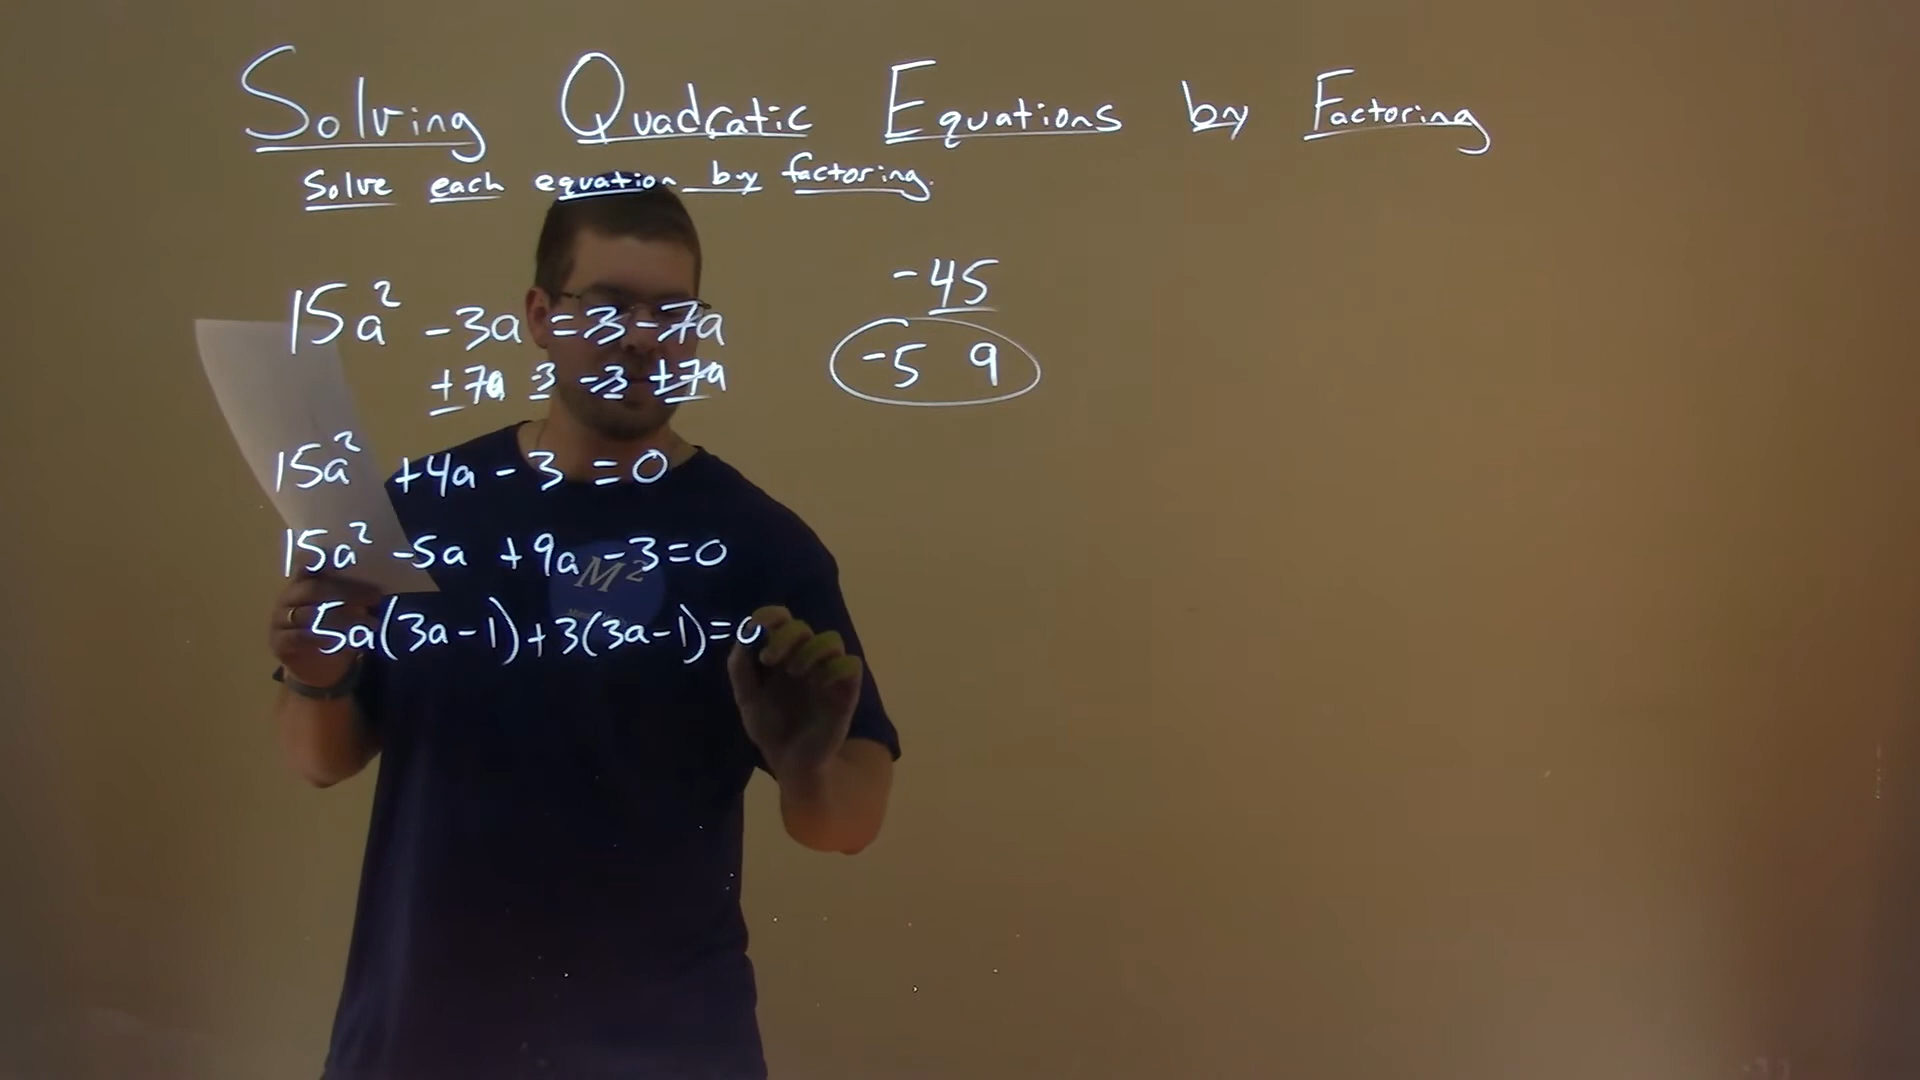 Solving Quadratic Equations by Factoring
Solve each equation by factoring.
15a² -3a = 3 -7a
+7a -3 -3 +7a
-45
-5 9
15a² +4a - 3 = 0
15a² -5a +9a -3 = 0
M²
5a(3a-1)+3(3a-1)=0